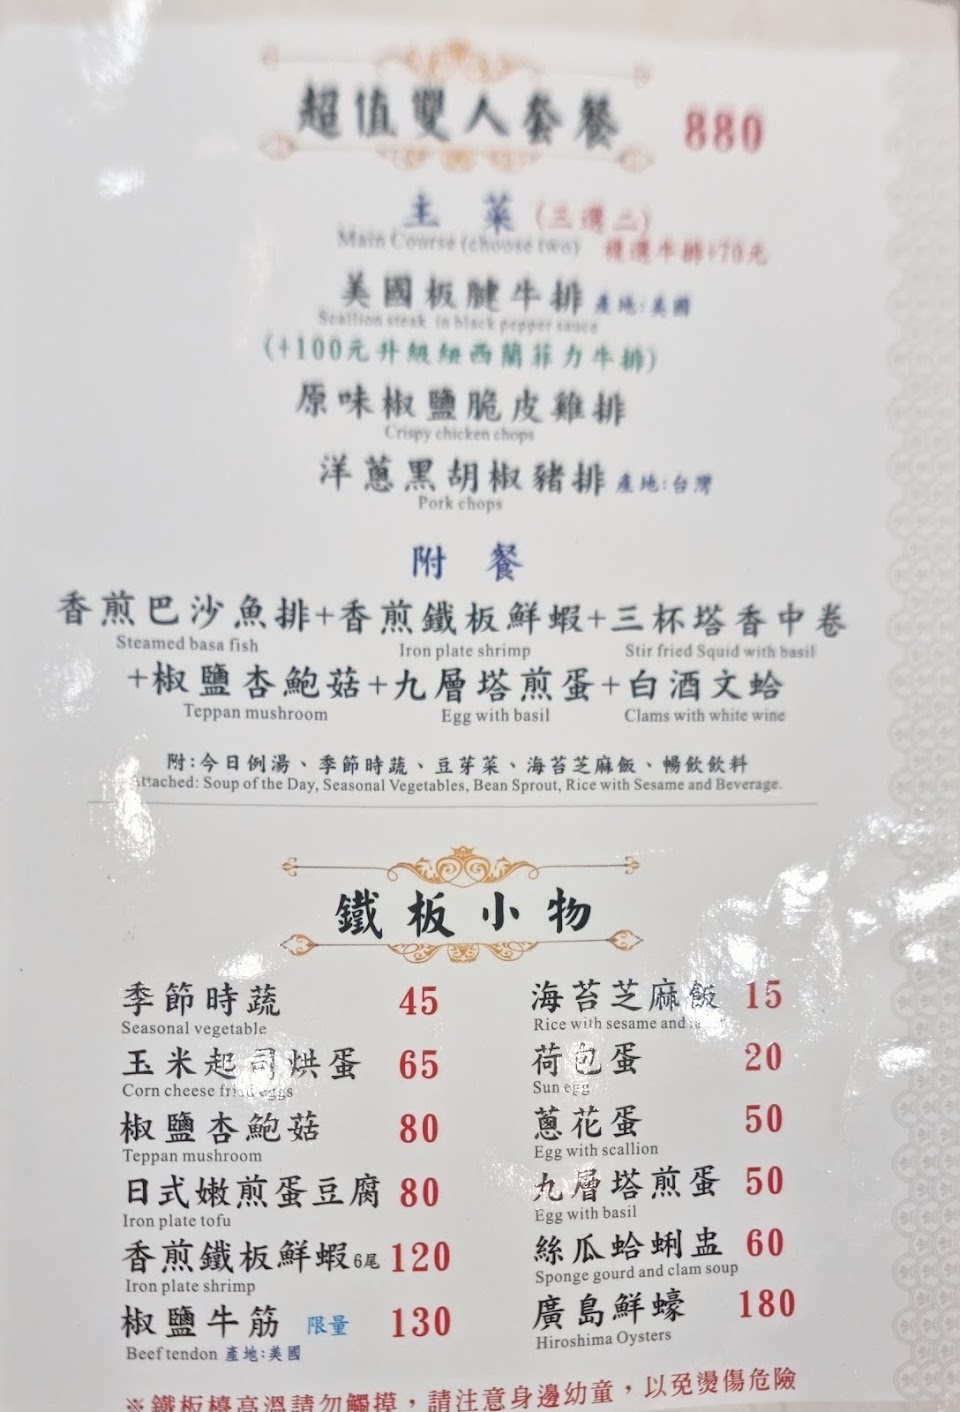 超值雙人套餐 880
主 菜 (三選二)
Main Course (choose two) 複選牛排+70元
美國板腱牛排 產地:美國
Scallion steak in black pepper sauce
(+100元升級紐西蘭菲力牛排)
原味椒鹽脆皮雞排
Crispy chicken chops
洋蔥黑胡椒豬排 產地:台灣
Pork chops
附 餐
香煎巴沙魚排+香煎鐵板鮮蝦+三杯塔香中卷
Steamed basa fish Iron plate shrimp Stir fried Squid with basil
+椒鹽杏鮑菇+九層塔煎蛋+白酒文蛤
Teppan mushroom Egg with basil Clams with white wine
附:今日例湯、季節時蔬、豆芽菜、海苔芝麻飯、暢飲飲料
Attached: Soup of the Day, Seasonal Vegetables, Bean Sprout, Rice with Sesame and Beverage.
鐵板小物
季節時蔬 45
Seasonal vegetable
玉米起司烘蛋 65
Corn cheese fried eggs
椒鹽杏鮑菇 80
Teppan mushroom
日式嫩煎蛋豆腐 80
Iron plate tofu
香煎鐵板鮮蝦6尾 120
Iron plate shrimp
椒鹽牛筋 限量 130
Beef tendon 產地:美國
海苔芝麻飯 15
Rice with sesame and
荷包蛋 20
Sun egg
蔥花蛋 50
Egg with scallion
九層塔煎蛋 50
Egg with basil
絲瓜蛤蜊盅 60
Sponge gourd and clam soup
廣島鮮蠔 180
Hiroshima Oysters
※鐵板檯高溫請勿觸摸，請注意身邊幼童，以免燙傷危險